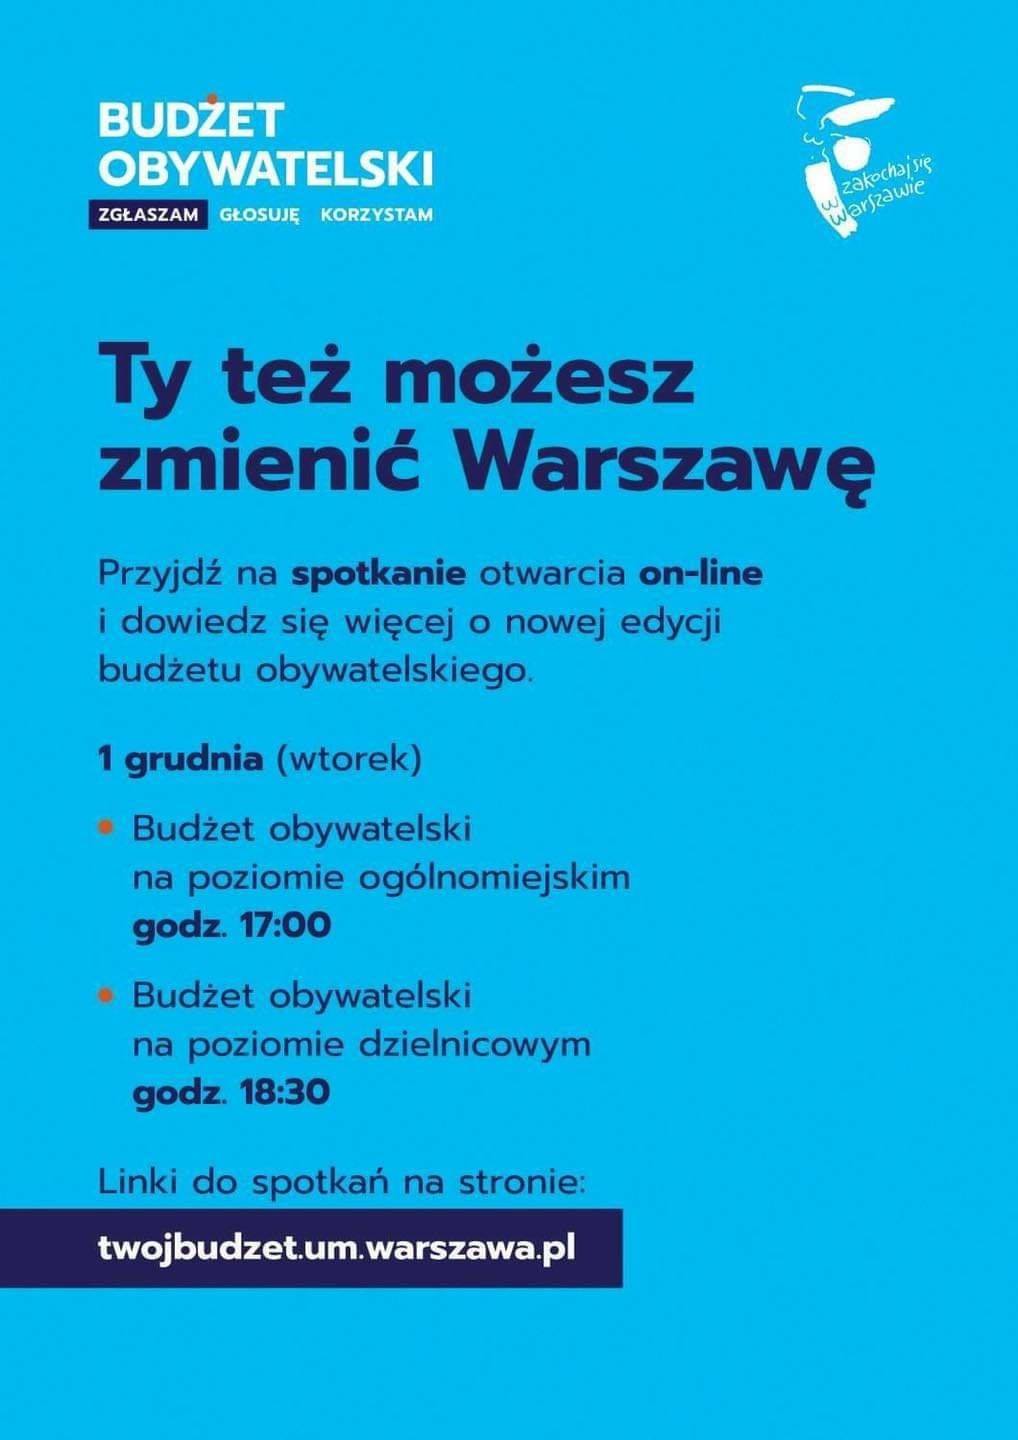 BUDŻET
OBYWATELSKI
ZGŁASZAM GŁOSUJĘ KORZYSTAM
zakochaj się
w Warszawie
Ty też możesz
zmienić Warszawę
Przyjdź na spotkanie otwarcia on-line
i dowiedz się więcej o nowej edycji
budżetu obywatelskiego.
1 grudnia (wtorek)
• Budżet obywatelski
na poziomie ogólnomiejskim
godz. 17:00
• Budżet obywatelski
na poziomie dzielnicowym
godz. 18:30
Linki do spotkań na stronie:
twojbudzet.um.warszawa.pl